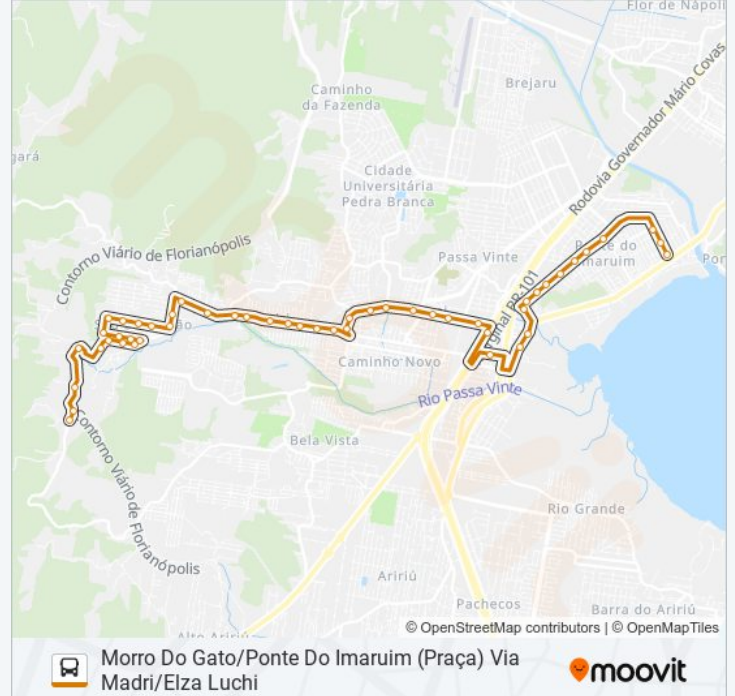 Flor de Nápoli
Brejaru
Caminho
da Fazenda
Rodovia Governador Mário Covas
gará
Cidade
Universitária
Pedra Branca
Contorno Viário de Florianópolis
Passa Vinte
Ponte do
Imaruim
Pon
rginal BR-101
Caminho Novo
Rio Passa Vinte
Contorno Viário de Florianópolis
Bela Vista
Rio Grande
Aririú
Pachecos
Barra do Aririú
Alto Aririú
© OpenStreetMap contributors | © OpenMapTiles
Morro Do Gato/Ponte Do Imaruim (Praça) Via
Madri/Elza Luchi
moovit